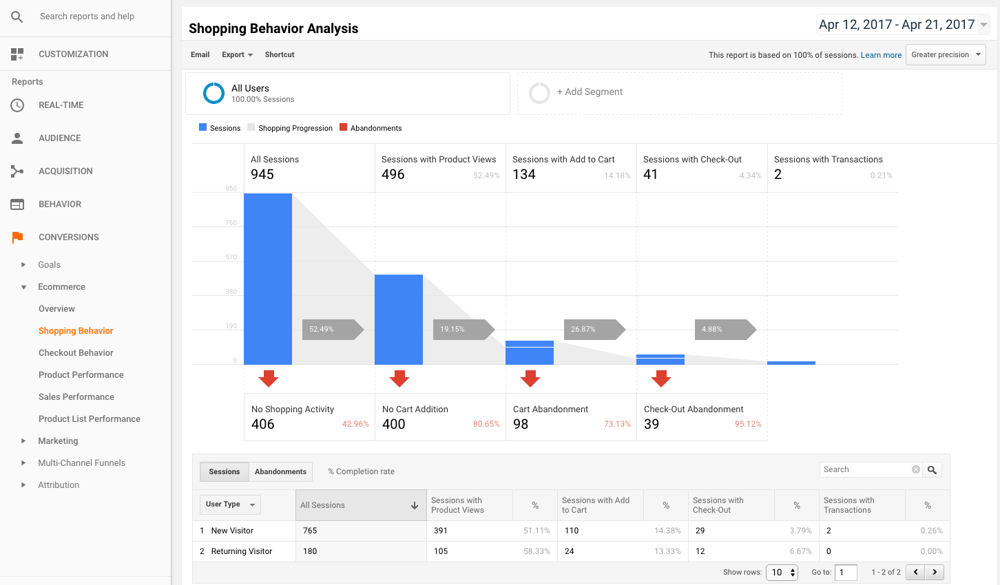 Search reports and help
CUSTOMIZATION
Reports
REAL-TIME
AUDIENCE
ACQUISITION
BEHAVIOR
CONVERSIONS
Goals
Ecommerce
Overview
Shopping Behavior
Checkout Behavior
Product Performance
Sales Performance
Product List Performance
Marketing
Multi-Channel Funnels
Attribution
Shopping Behavior Analysis
Apr 12, 2017 - Apr 21, 2017
Email Export Shortcut
This report is based on 100% of sessions. Learn more Greater precision
All Users
100.00% Sessions
+ Add Segment
Sessions Shopping Progression Abandonments
All Sessions Sessions with Product Views Sessions with Add to Cart Sessions with Check-Out Sessions with Transactions
945 496 52.49% 134 14.18% 41 4.34% 2 0.21%
950
760
570
380
190
52.49% 19.15% 26.87% 4.88%
0
No Shopping Activity No Cart Addition Cart Abandonment Check-Out Abandonment
406 42.96% 400 80.65% 98 73.13% 39 95.12%
Sessions Abandonments % Completion rate Search
User Type All Sessions
Sessions with
Product Views
%
Sessions with Add
to Cart
%
Sessions with
Check-Out
%
Sessions with
Transactions
%
1 New Visitor 765 391 51.11% 110 14.38% 29 3.79% 2 0.26%
2 Returning Visitor 180 105 58.33% 24 13.33% 12 6.67% 0 0.00%
Show rows: 10 Go to: 1 1 - 2 of 2